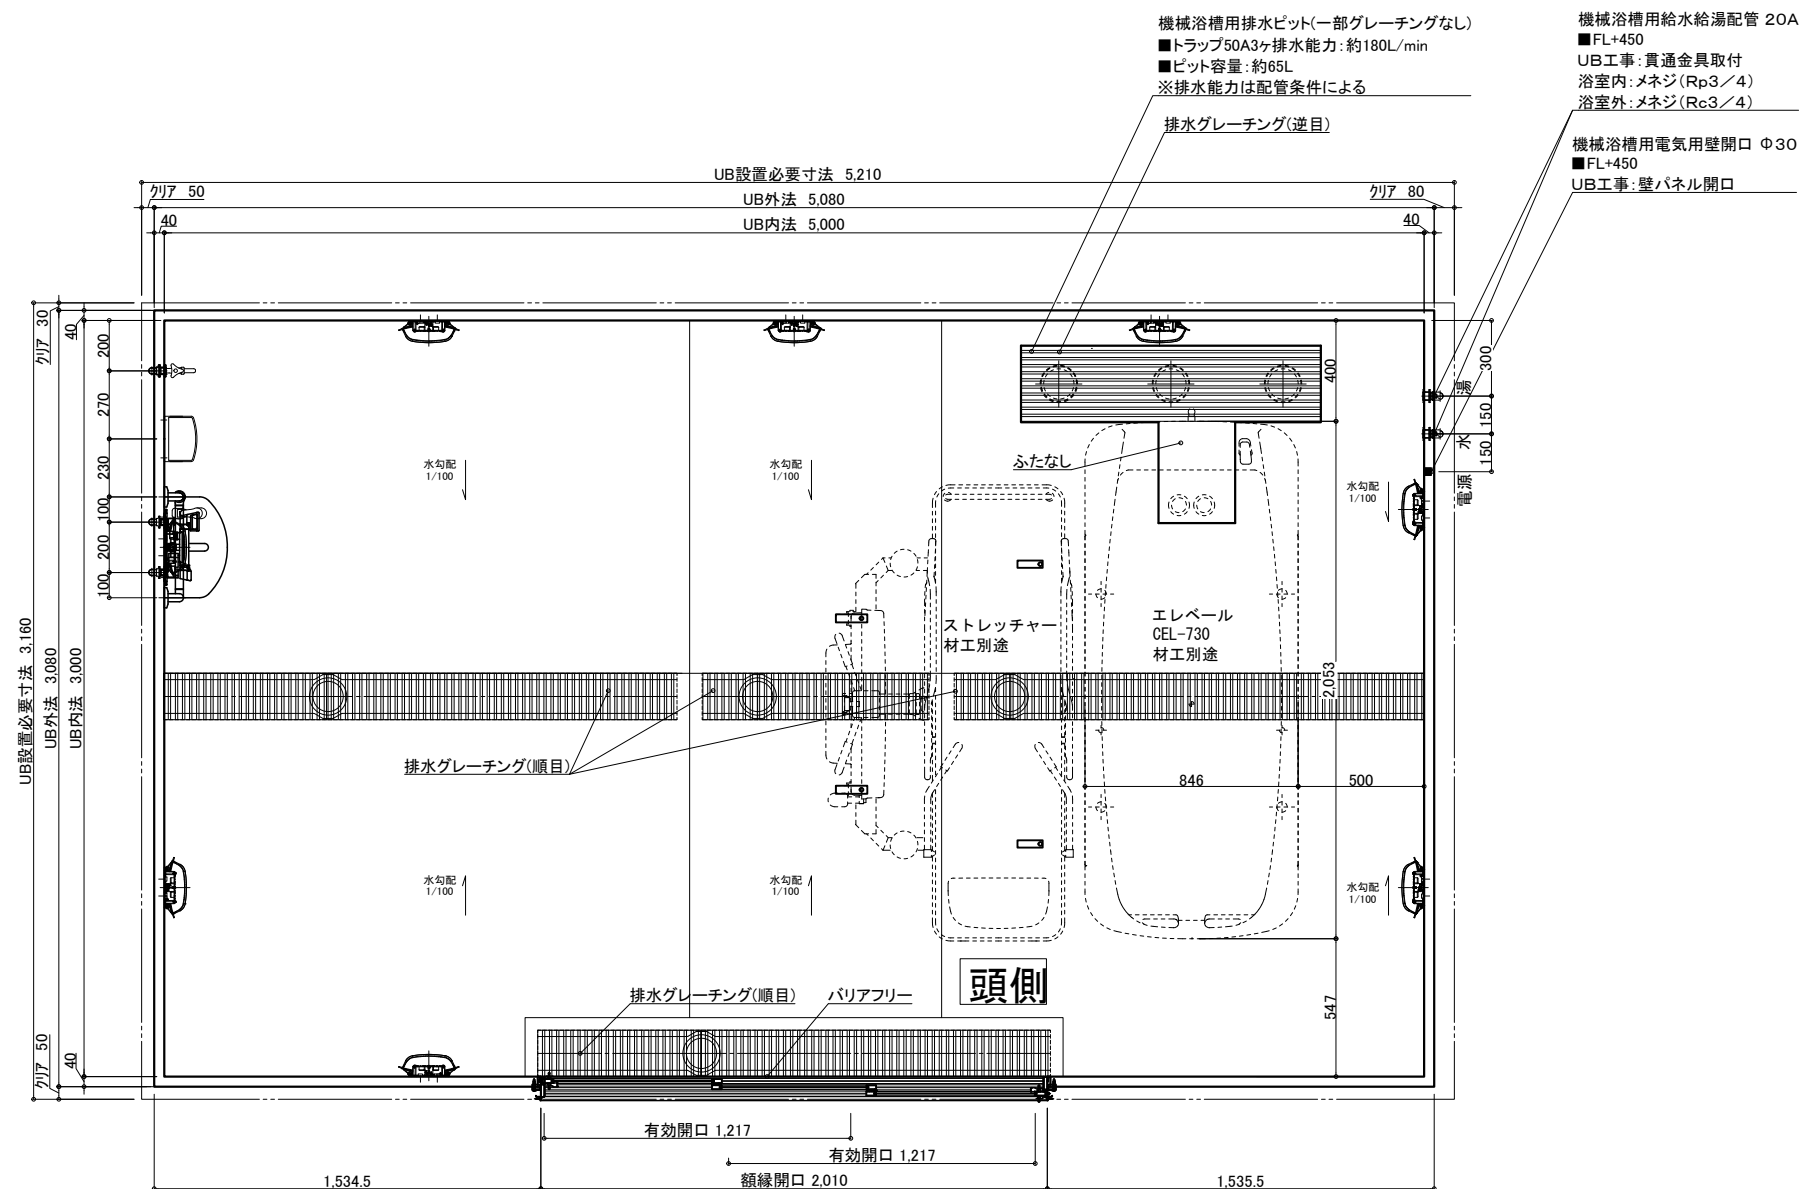 機械浴槽用排水ピット(一部グレーチングなし)
■トラップ50A3ヶ排水能力：約180L/min
■ピット容量：約65L
※排水能力は配管条件による
排水グレーチング(逆目)
機械浴槽用給水給湯配管 20A
■FL+450
UB工事：貫通金具取付
浴室内：メネジ(Rp3／4)
浴室外：メネジ(Rc3／4)
機械浴槽用電気用壁開口 Φ30
■FL+450
UB工事：壁パネル開口
UB設置必要寸法 5,210
クリア 50
UB外法 5,080
クリア 80
40
UB内法 5,000
40
クリア 30
40
200
270
230
100
200
100
UB設置必要寸法 3,160
UB外法 3,080
UB内法 3,000
クリア 50
40
水勾配
1/100
水勾配
1/100
水勾配
1/100
ふたなし
400
湯
水
電源
300
150
150
ストレッチャー
材工別途
エレベール
CEL-730
材工別途
2,053
排水グレーチング(順目)
846
500
水勾配
1/100
水勾配
1/100
水勾配
1/100
頭側
547
排水グレーチング(順目)
バリアフリー
有効開口 1,217
有効開口 1,217
1,534.5
額縁開口 2,010
1,535.5